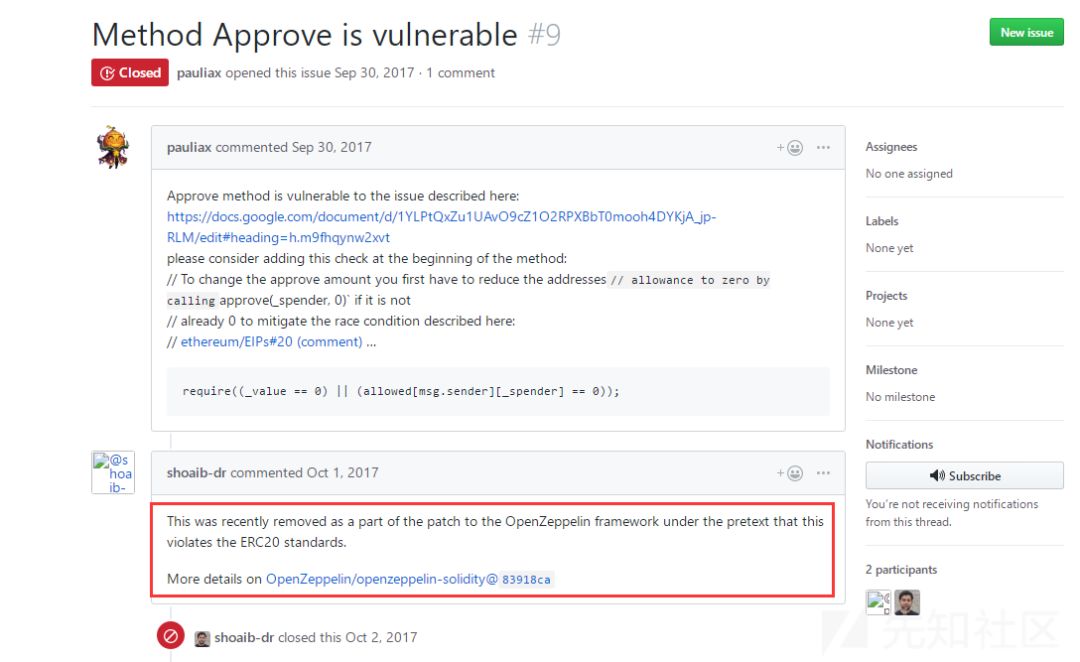 Method Approve is vulnerable #9
New issue
Closed pauliax opened this issue Sep 30, 2017 · 1 comment
pauliax commented Sep 30, 2017
Approve method is vulnerable to the issue described here:
https://docs.google.com/document/d/1YLPtQxZu1UAvO9cZ1O2RPXBbT0mooh4DYKjA_jp-
RLM/edit#heading=h.m9fhqynw2xvt
please consider adding this check at the beginning of the method:
// To change the approve amount you first have to reduce the addresses // allowance to zero by
calling approve(_spender, 0)` if it is not
// already 0 to mitigate the race condition described here:
// ethereum/EIPs#20 (comment) ...
require((_value == 0) || (allowed[msg.sender][_spender] == 0));
@s
hoa
ib-
shoaib-dr commented Oct 1, 2017
This was recently removed as a part of the patch to the OpenZeppelin framework under the pretext that this
violates the ERC20 standards.
More details on OpenZeppelin/openzeppelin-solidity@ 83918ca
shoaib-dr closed this Oct 2, 2017
Assignees
No one assigned
Labels
None yet
Projects
None yet
Milestone
No milestone
Notifications
Subscribe
You're not receiving notifications
from this thread.
2 participants
先知社区